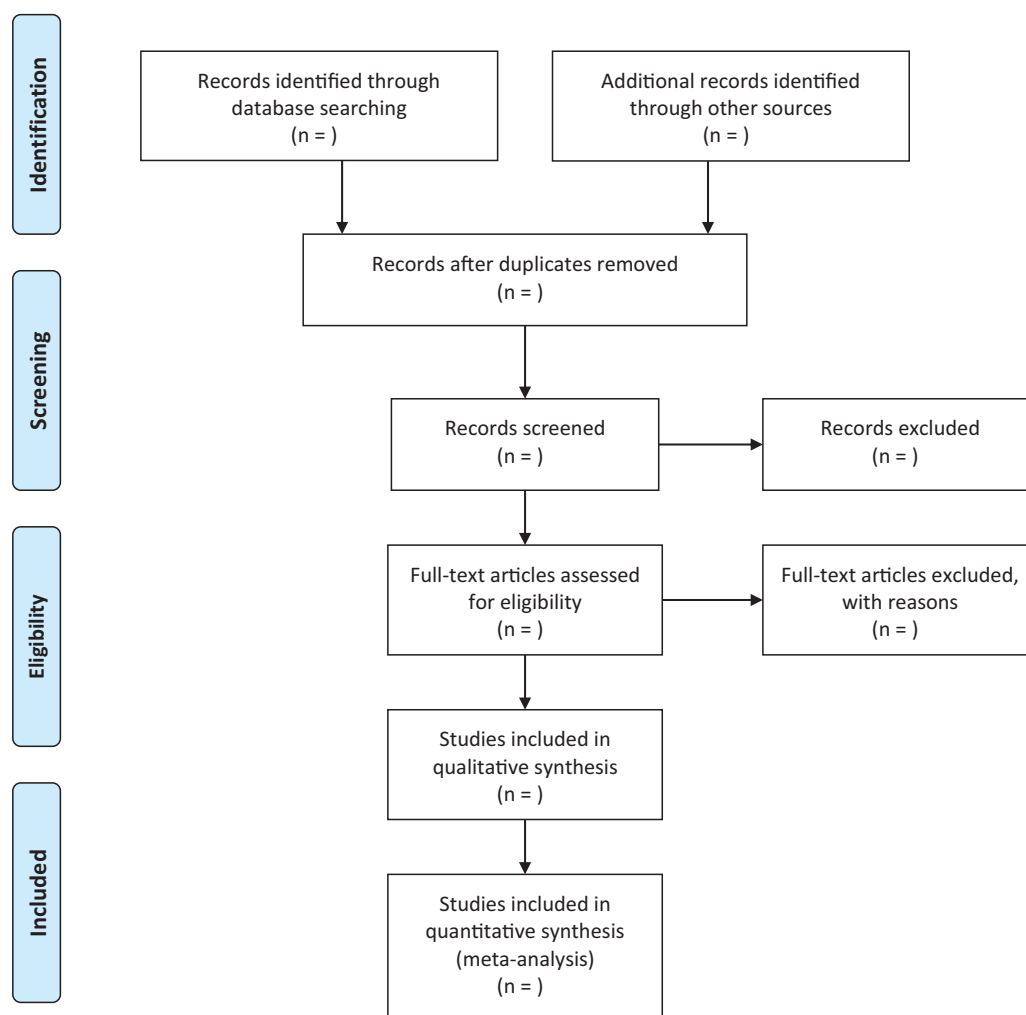 Identification
Records identified through
database searching
(n = )
Additional records identified
through other sources
(n = )
Records after duplicates removed
(n = )
Screening
Records screened
(n = )
Records excluded
(n = )
Eligibility
Full-text articles assessed
for eligibility
(n = )
Full-text articles excluded,
with reasons
(n = )
Studies included in
qualitative synthesis
(n = )
Included
Studies included in
quantitative synthesis
(meta-analysis)
(n = )